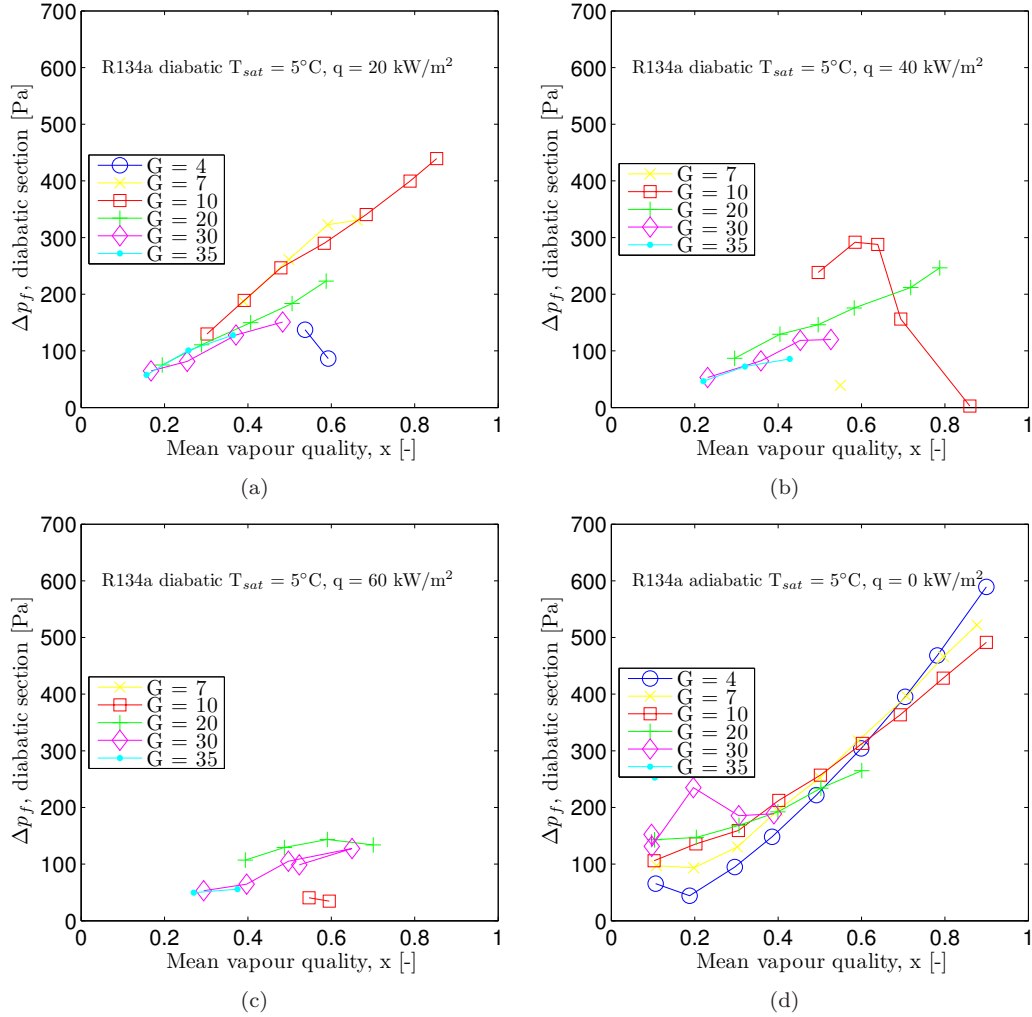 700
600
500
400
300
200
100
0
Δp_f, diabatic section [Pa]
R134a diabatic T_sat = 5°C, q = 20 kW/m²
G = 4
G = 7
G = 10
G = 20
G = 30
G = 35
0 0.2 0.4 0.6 0.8 1
Mean vapour quality, x [-]
(a)
700
600
500
400
300
200
100
0
Δp_f, diabatic section [Pa]
R134a diabatic T_sat = 5°C, q = 40 kW/m²
G = 7
G = 10
G = 20
G = 30
G = 35
0 0.2 0.4 0.6 0.8 1
Mean vapour quality, x [-]
(b)
700
600
500
400
300
200
100
0
Δp_f, diabatic section [Pa]
R134a diabatic T_sat = 5°C, q = 60 kW/m²
G = 7
G = 10
G = 20
G = 30
G = 35
0 0.2 0.4 0.6 0.8 1
Mean vapour quality, x [-]
(c)
700
600
500
400
300
200
100
0
Δp_f, diabatic section [Pa]
R134a adiabatic T_sat = 5°C, q = 0 kW/m²
G = 4
G = 7
G = 10
G = 20
G = 30
G = 35
0 0.2 0.4 0.6 0.8 1
Mean vapour quality, x [-]
(d)